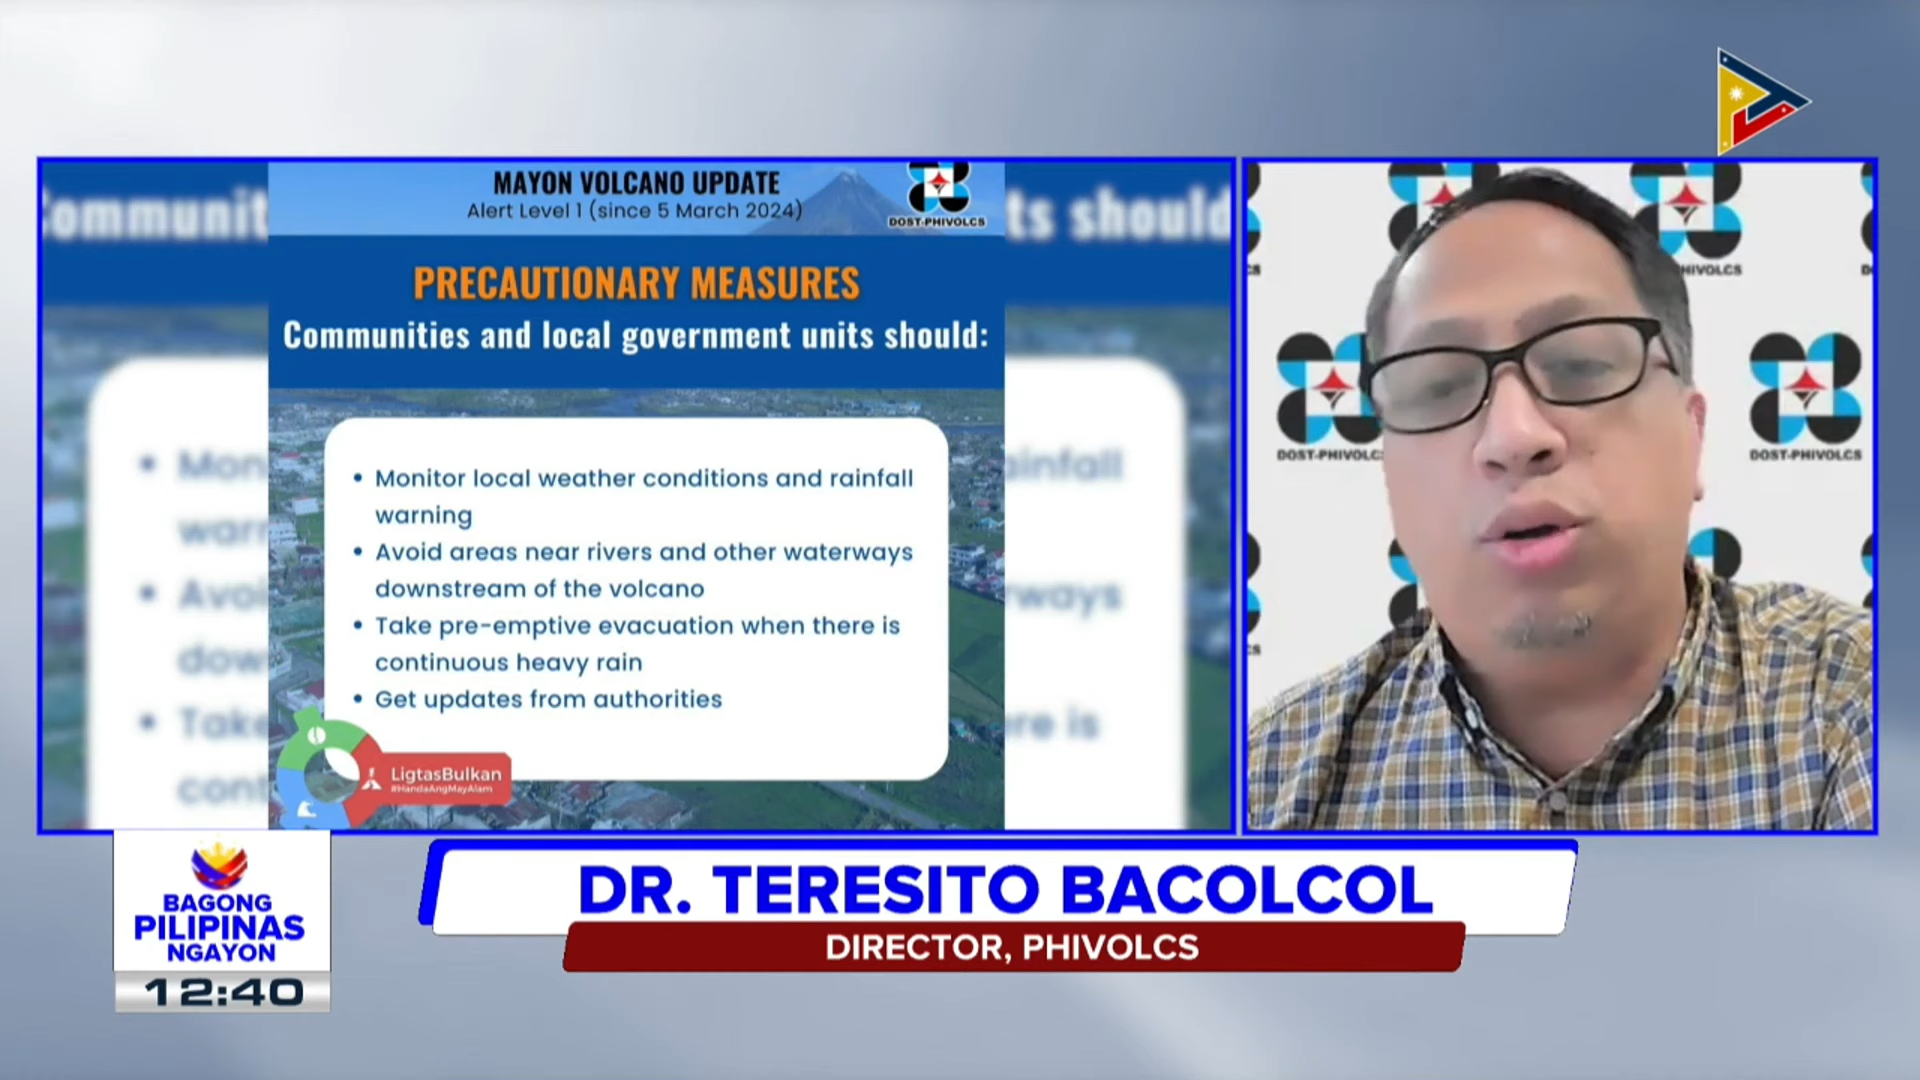 MAYON VOLCANO UPDATE
Alert Level 1 (since 5 March 2024)
DOST-PHIVOLCS
PRECAUTIONARY MEASURES
Communities and local government units should:
• Monitor local weather conditions and rainfall
warning
• Avoid areas near rivers and other waterways
downstream of the volcano
• Take pre-emptive evacuation when there is
continuous heavy rain
• Get updates from authorities
LigtasBulkan
#HandaAngMayAlam
DOST-PHIVOLCS
DOST-PHIVOLCS
DR. TERESITO BACOLCOL
DIRECTOR, PHIVOLCS
BAGONG
PILIPINAS
NGAYON
12:40